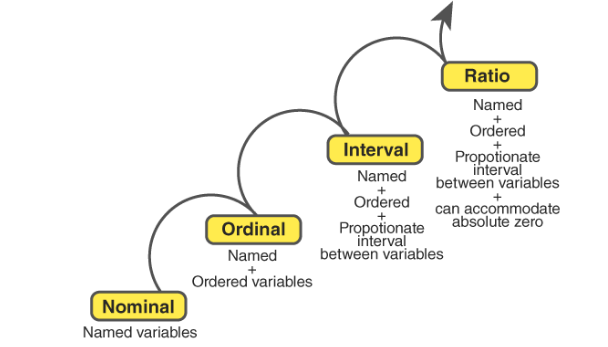 Ratio
Named
+
Ordered
+
Propotionate
interval
between variables
+
can accommodate
absolute zero
Interval
Named
+
Ordered
+
Propotionate
interval
between variables
Ordinal
Named
+
Ordered variables
Nominal
Named variables